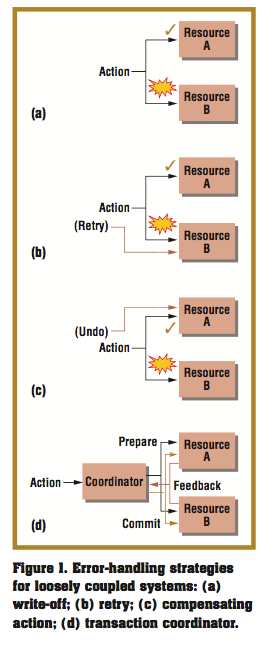 Resource
A
Action
Resource
B
(a)
Resource
A
Action
(Retry)
Resource
B
(b)
Resource
A
(Undo)
Action
Resource
B
(c)
Prepare
Resource
A
Action
Coordinator
Feedback
Resource
B
Commit
(d)
Figure 1. Error-handling strategies
for loosely coupled systems: (a)
write-off; (b) retry; (c) compensating
action; (d) transaction coordinator.